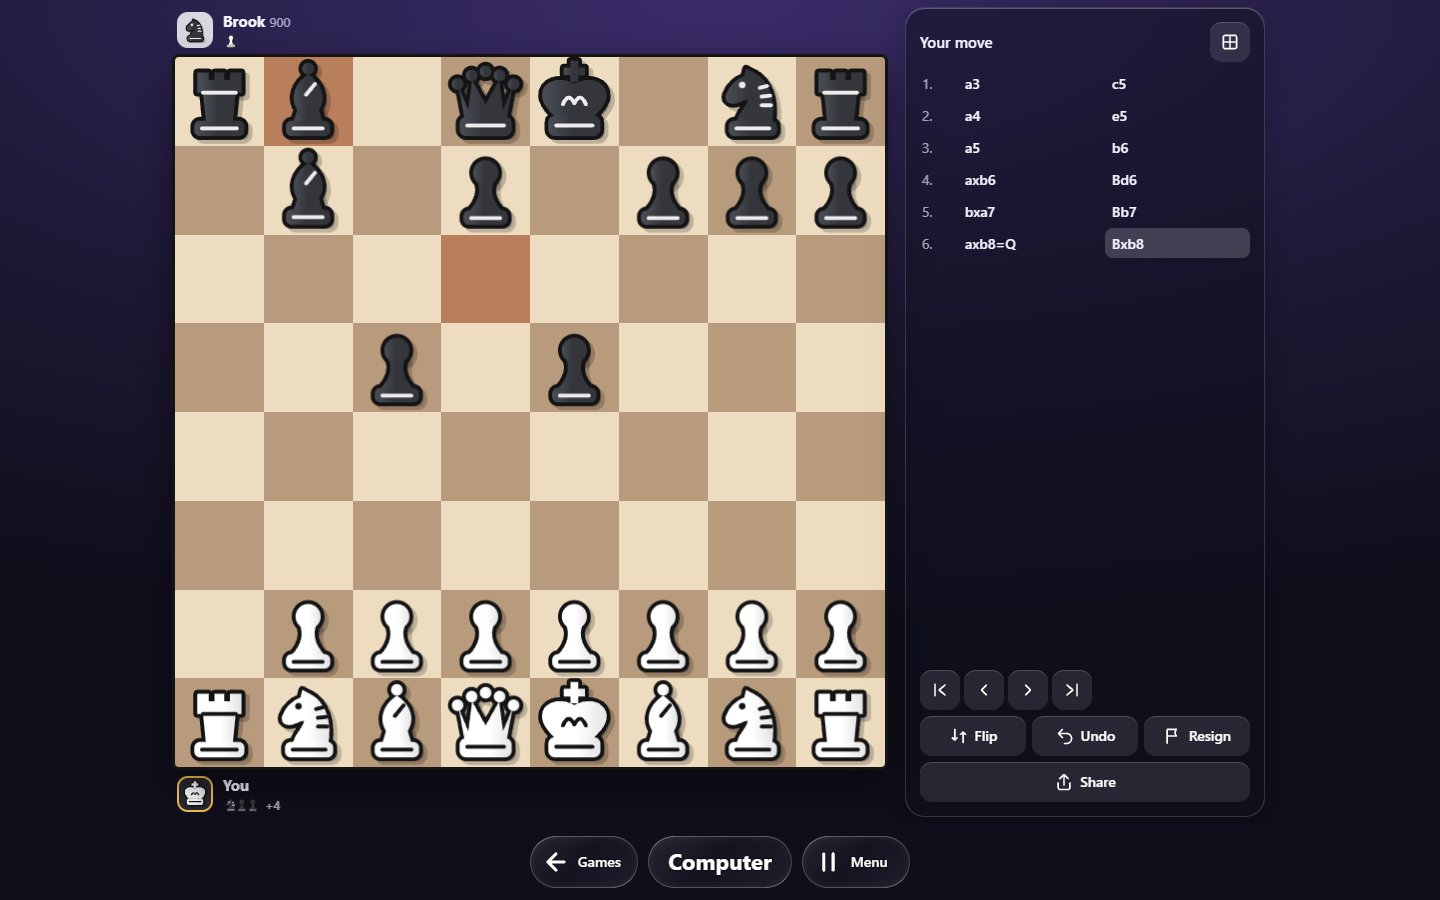 Brook 900
Your move
1. a3 c5
2. a4 e5
3. a5 b6
4. axb6 Bd6
5. bxa7 Bb7
6. axb8=Q Bxb8
Flip Undo Resign
Share
You
+4
Games Computer Menu